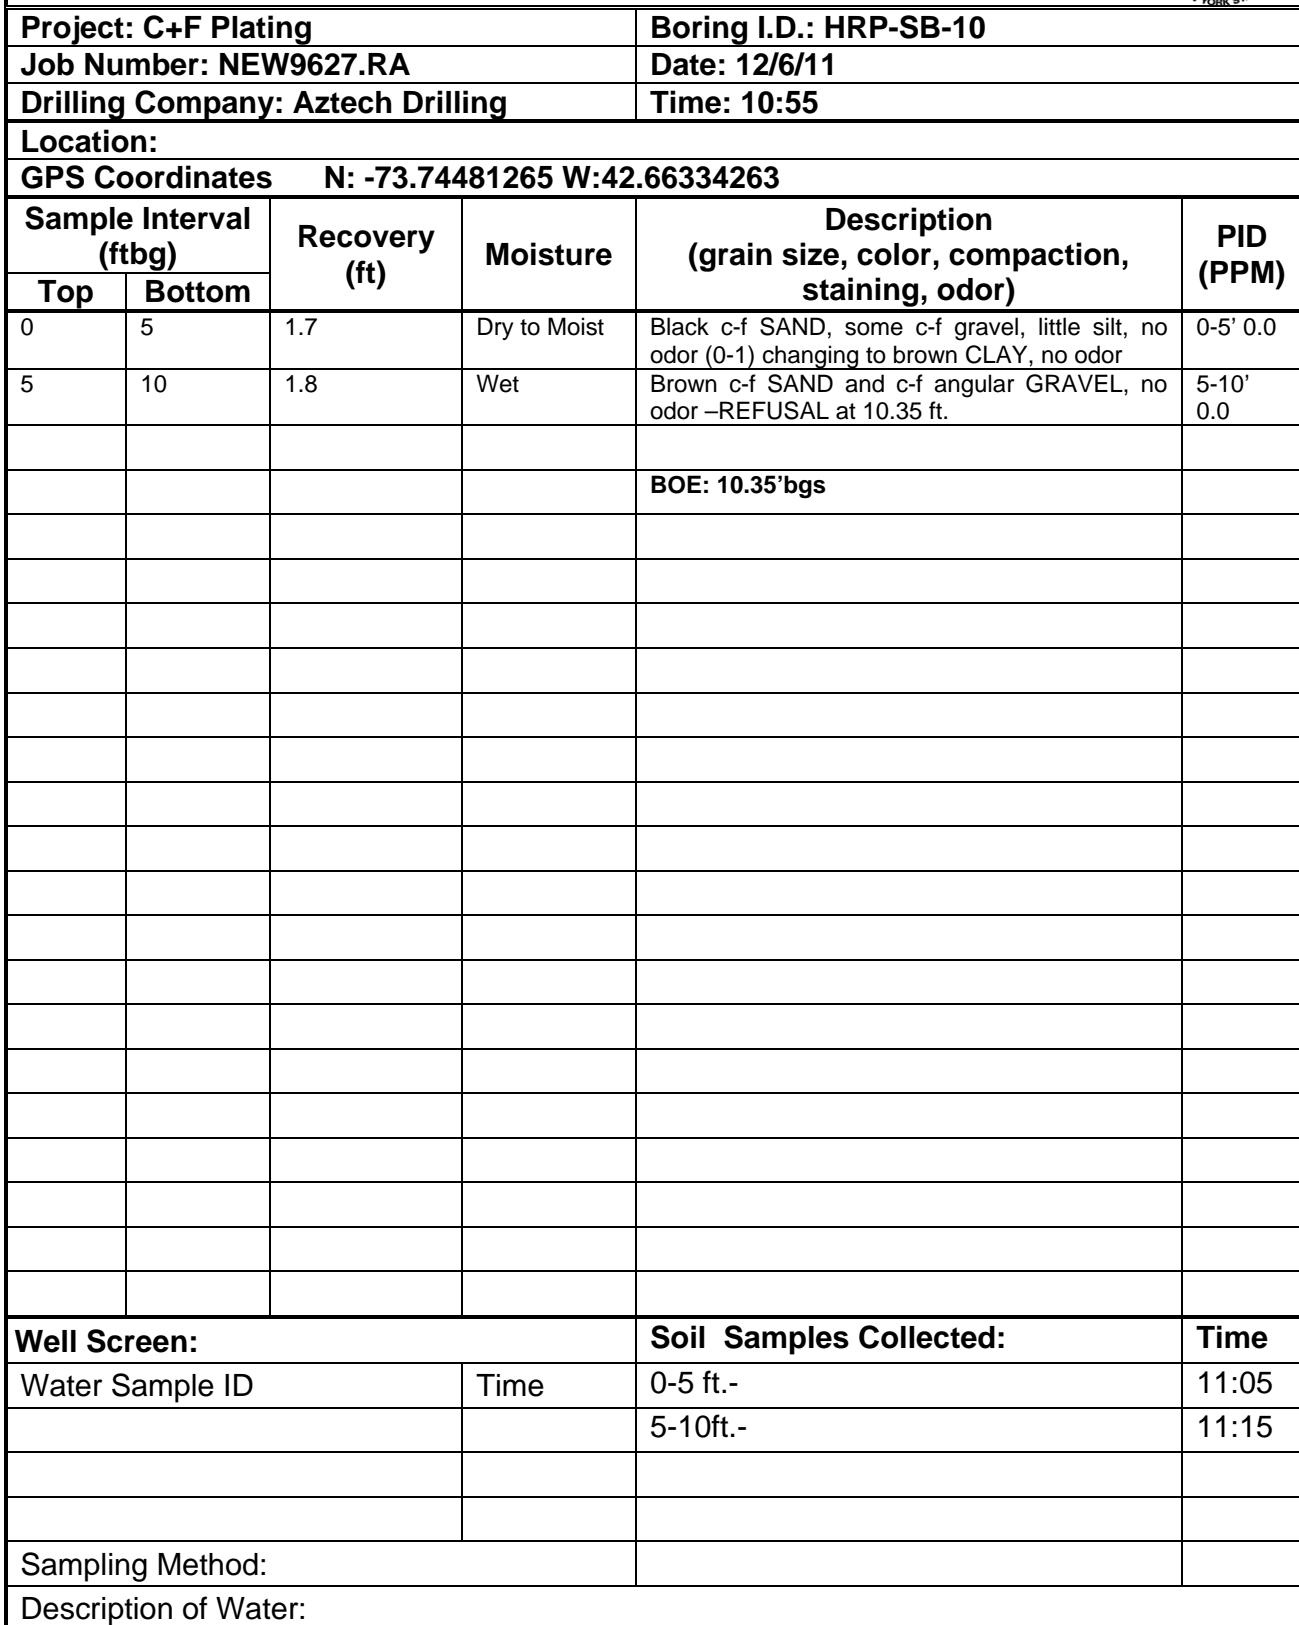 Project: C+F Plating Boring I.D.: HRP-SB-10
Job Number: NEW9627.RA Date: 12/6/11
Drilling Company: Aztech Drilling Time: 10:55
Location:
GPS Coordinates N: -73.74481265 W:42.66334263
Sample Interval
(ftbg)
Top Bottom
Recovery
(ft)
Moisture
Description
(grain size, color, compaction,
staining, odor)
PID
(PPM)
0 5 1.7 Dry to Moist Black c-f SAND, some c-f gravel, little silt, no 0-5' 0.0
odor (0-1) changing to brown CLAY, no odor
5 10 1.8 Wet Brown c-f SAND and c-f angular GRAVEL, no 5-10'
odor –REFUSAL at 10.35 ft. 0.0
BOE: 10.35’bgs
Well Screen: Soil Samples Collected: Time
Water Sample ID Time 0-5 ft.- 11:05
5-10ft.- 11:15
Sampling Method:
Description of Water: